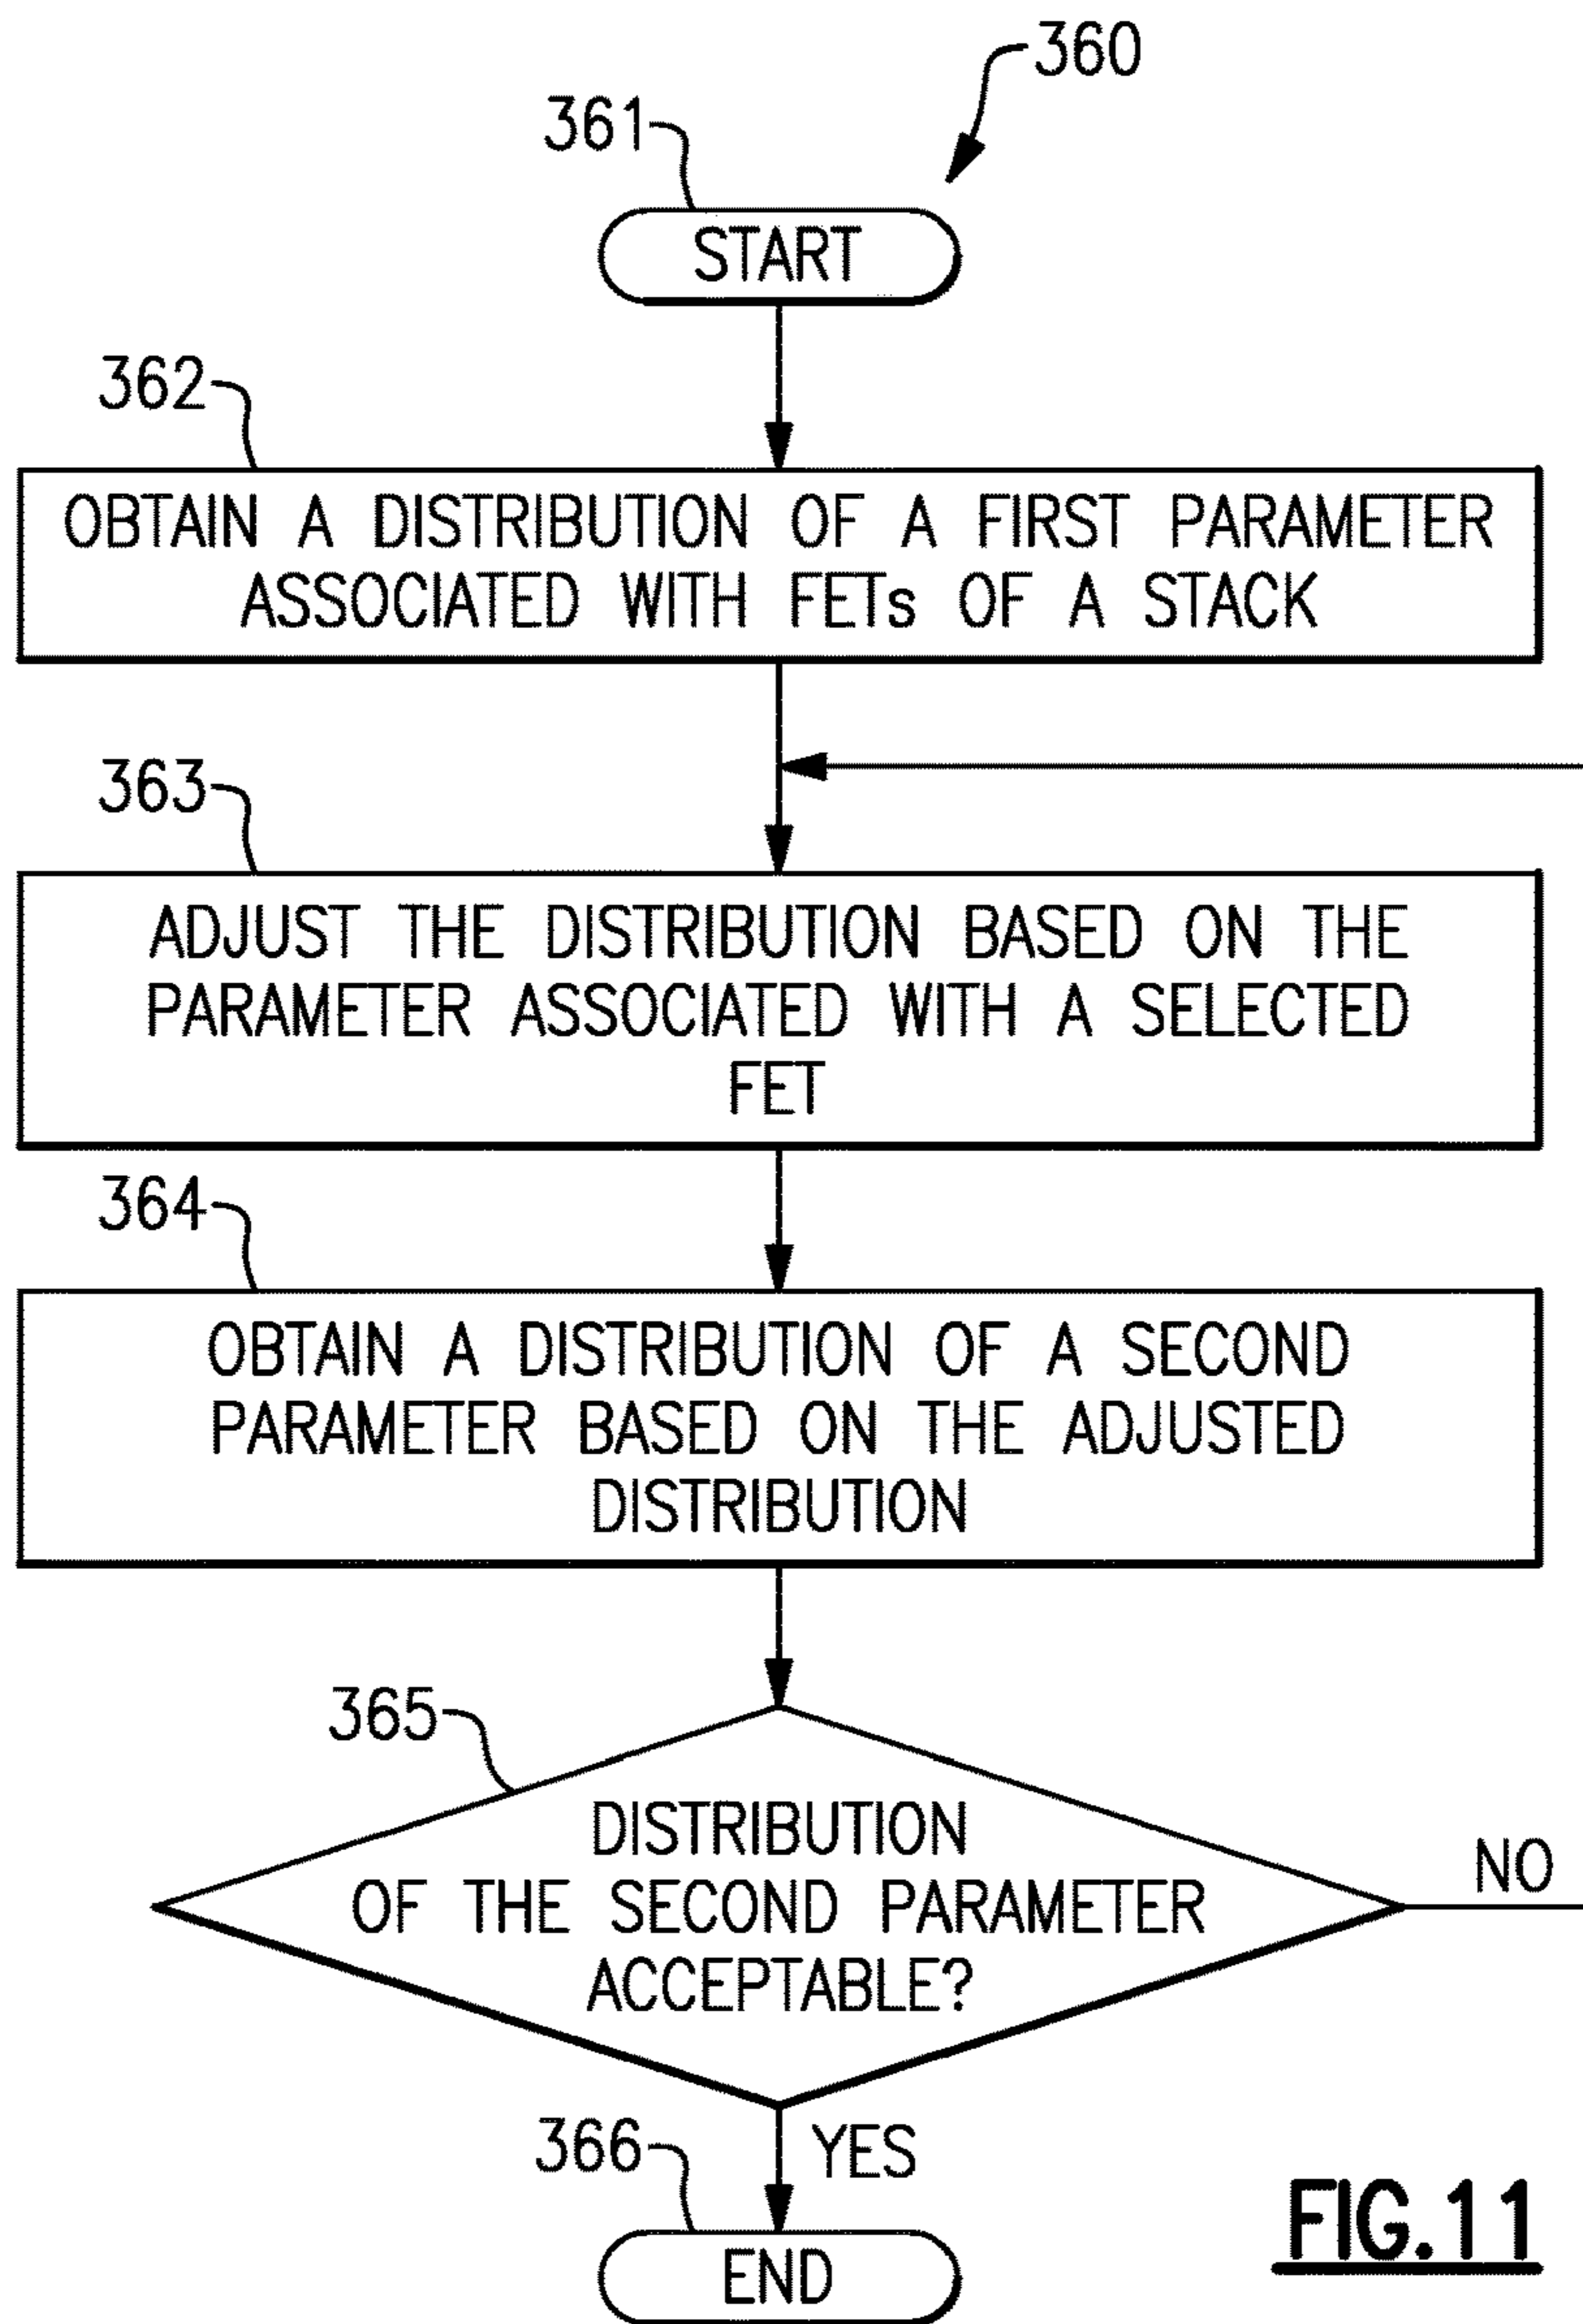 360
361
START
362
OBTAIN A DISTRIBUTION OF A FIRST PARAMETER
ASSOCIATED WITH FETs OF A STACK
363
ADJUST THE DISTRIBUTION BASED ON THE
PARAMETER ASSOCIATED WITH A SELECTED
FET
364
OBTAIN A DISTRIBUTION OF A SECOND
PARAMETER BASED ON THE ADJUSTED
DISTRIBUTION
365
DISTRIBUTION
OF THE SECOND PARAMETER
ACCEPTABLE?
NO
YES
366
END
FIG.11